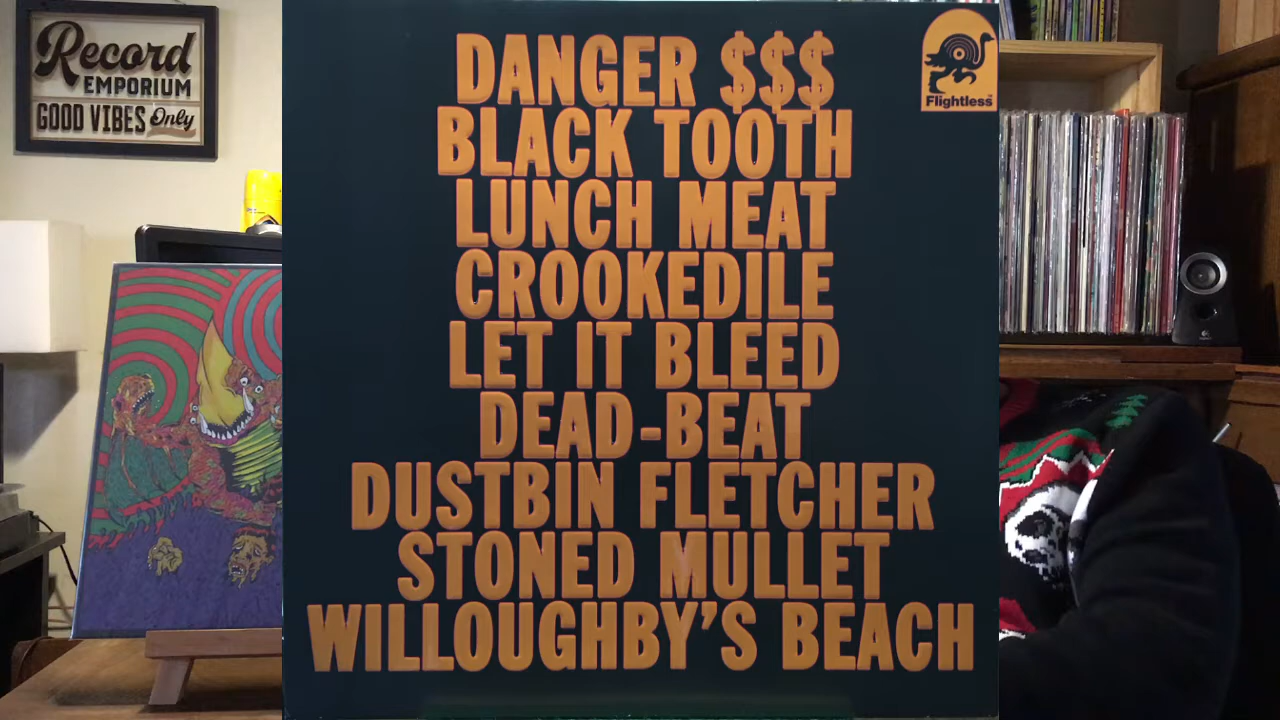 Record
EMPORIUM
GOOD VIBES Only
DANGER $$$
BLACK TOOTH
LUNCH MEAT
CROOKEDILE
LET IT BLEED
DEAD-BEAT
DUSTBIN FLETCHER
STONED MULLET
WILLOUGHBY'S BEACH
Flightless